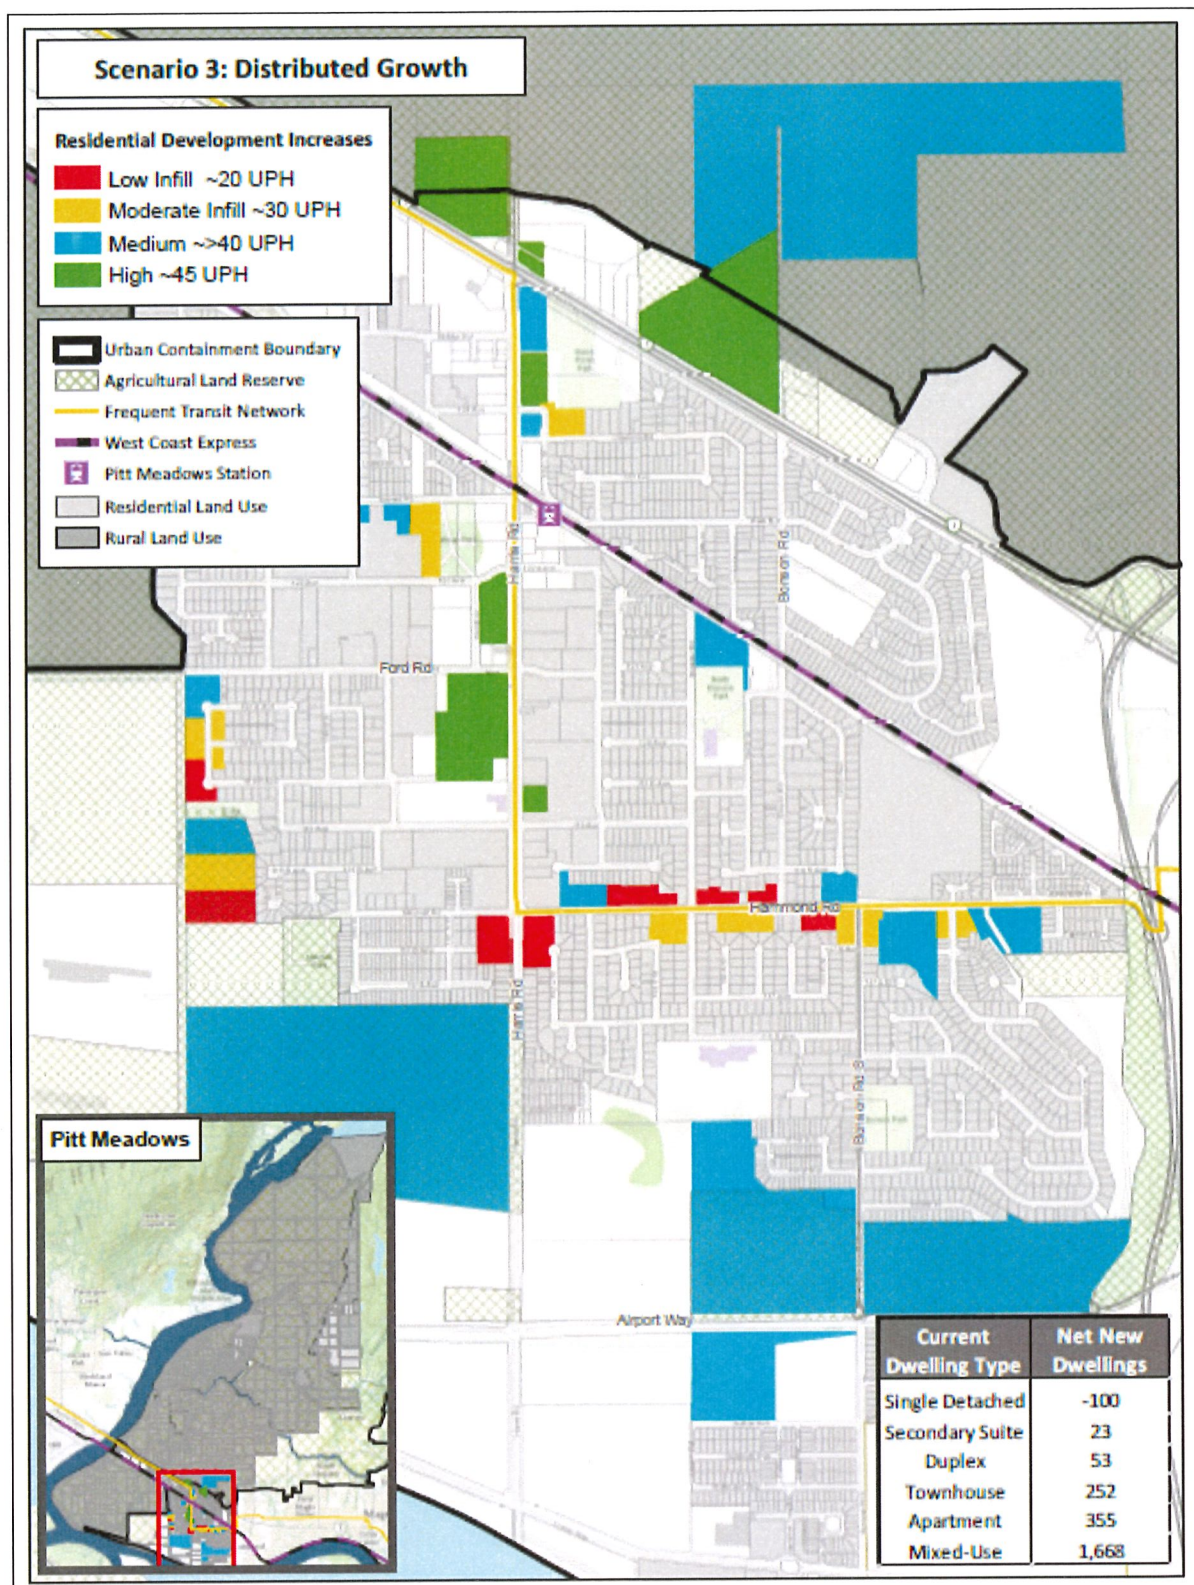 Scenario 3: Distributed Growth
Residential Development Increases
Low Infill ~20 UPH
Moderate Infill ~30 UPH
Medium ~>40 UPH
High ~45 UPH
Urban Containment Boundary
Agricultural Land Reserve
Frequent Transit Network
West Coast Express
Pitt Meadows Station
Residential Land Use
Rural Land Use
Harris Rd
Bonson Rd
Ford Rd
Hammond Rd
Harris Rd
Bonson Rd S
Airport Way
Pitt Meadows
Current Dwelling Type
Net New Dwellings
Single Detached -100
Secondary Suite 23
Duplex 53
Townhouse 252
Apartment 355
Mixed-Use 1,668